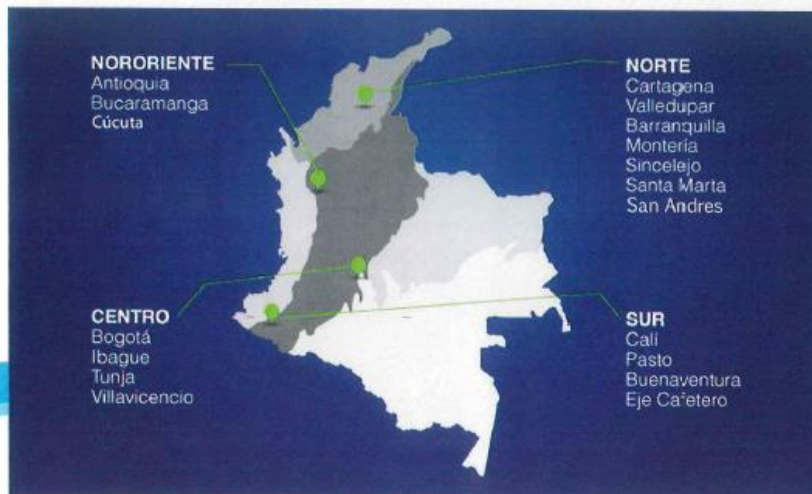 NORORIENTE
Antioquia
Bucaramanga
Cúcuta
NORTE
Cartagena
Valledupar
Barranquilla
Montería
Sincelejo
Santa Marta
San Andres
CENTRO
Bogotá
Ibague
Tunja
Villavicencio
SUR
Cali
Pasto
Buenaventura
Eje Cafetero